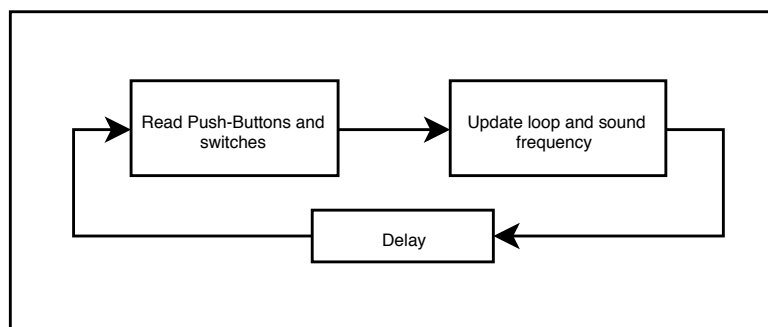 Read Push-Buttons and
switches
Update loop and sound
frequency
Delay